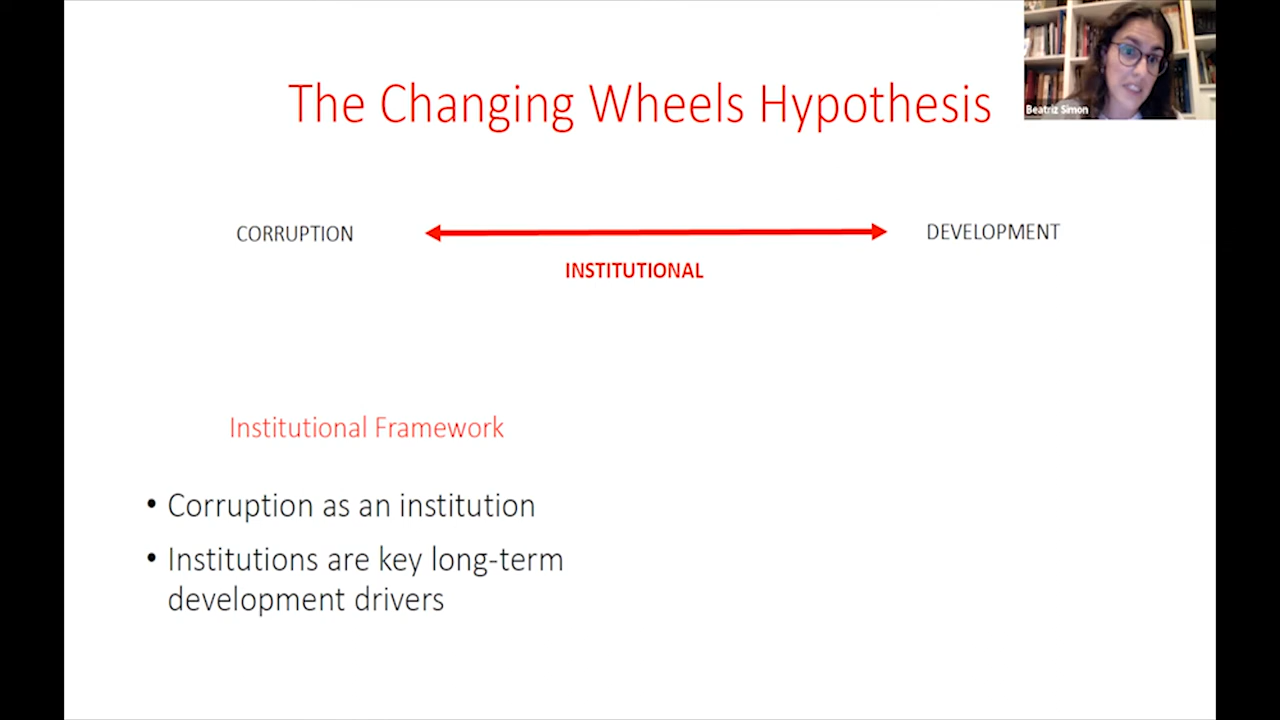 The Changing Wheels Hypothesis
Beatriz Simon
CORRUPTION
DEVELOPMENT
INSTITUTIONAL
Institutional Framework
• Corruption as an institution
• Institutions are key long-term
development drivers